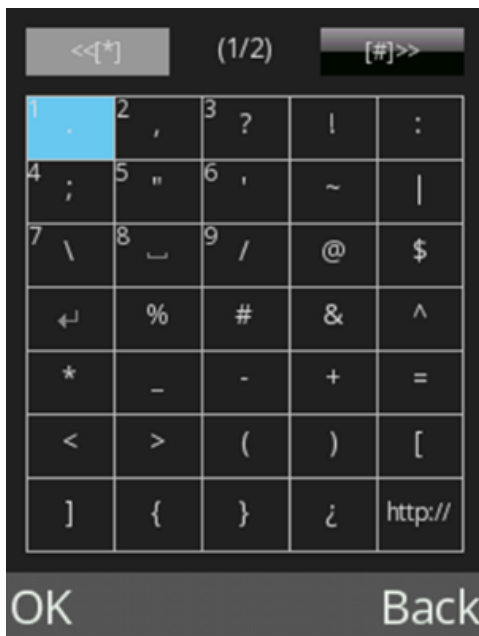 <<[*] (1/2) [#]>>
1 . 2 , 3 ? ! :
4 ; 5 " 6 ' ~ |
7 \ 8 ⎵ 9 / @ $
↵ % # & ^
* _ - + =
< > ( ) [
] { } ¿ http://
OK Back